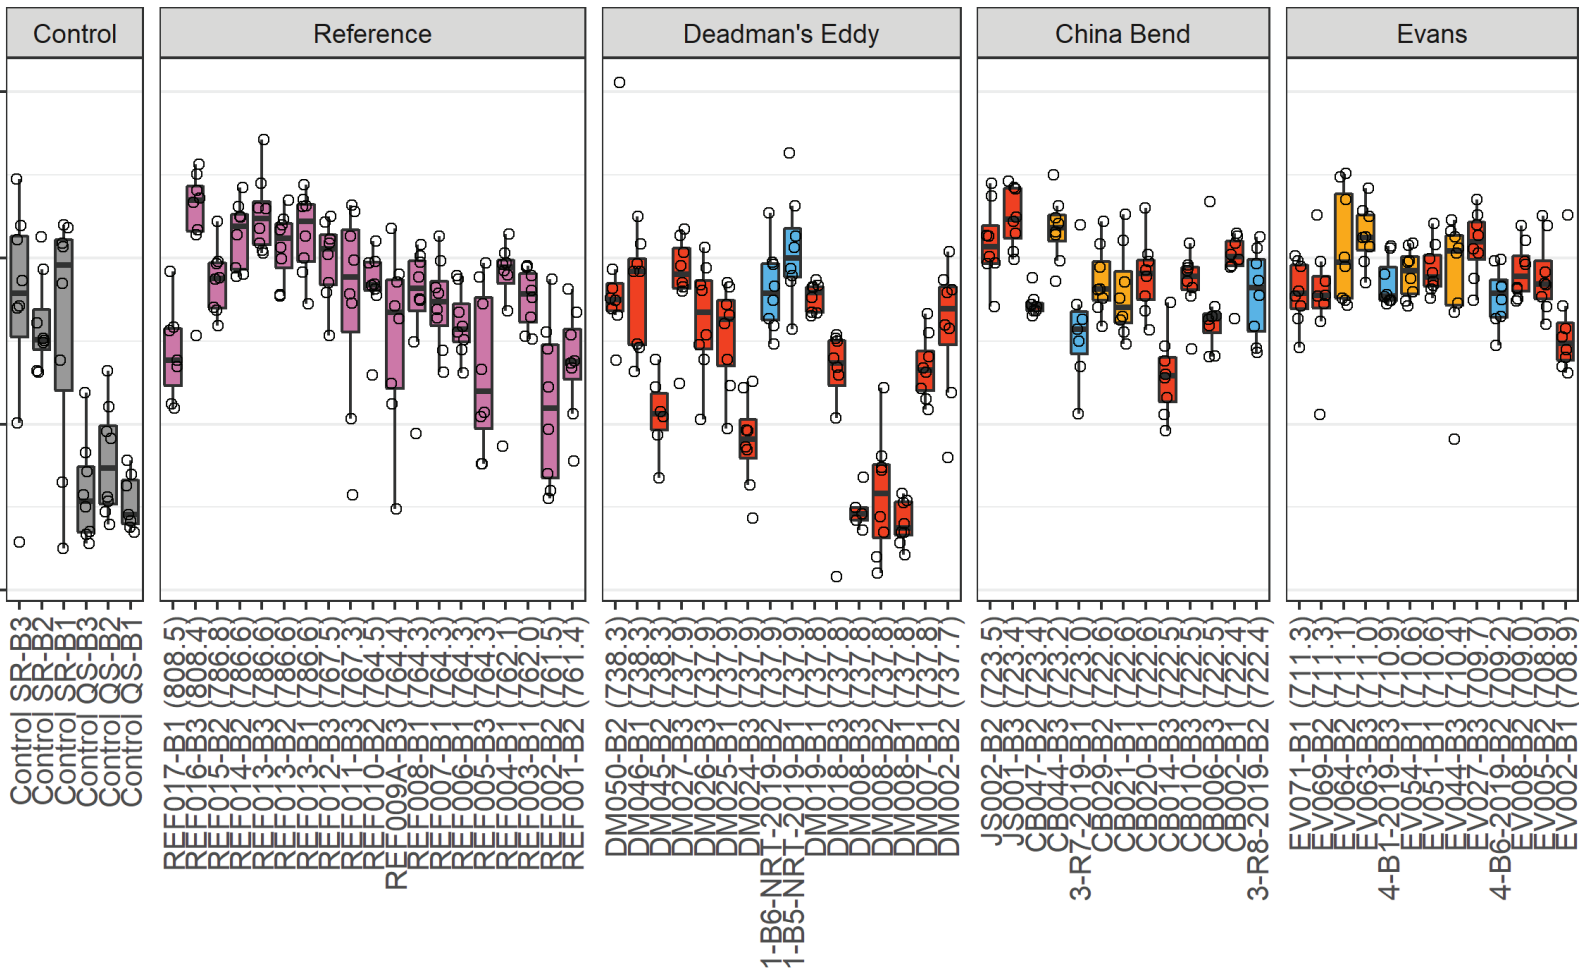 Control
Reference
Deadman's Eddy
China Bend
Evans
Control SR-B3
Control SR-B2
Control SR-B1
Control QS-B3
Control QS-B2
Control QS-B1
REF017-B1 (808.5)
REF016-B3 (808.4)
REF015-B2 (786.8)
REF014-B2 (786.6)
REF013-B3 (786.6)
REF013-B2 (786.6)
REF013-B1 (786.6)
REF012-B3 (767.5)
REF011-B3 (767.3)
REF010-B2 (764.5)
REF009A-B3 (764.4)
REF008-B1 (764.3)
REF007-B1 (764.3)
REF006-B1 (764.3)
REF005-B3 (764.3)
REF004-B1 (762.1)
REF003-B1 (762.0)
REF002-B1 (761.5)
REF001-B2 (761.4)
DM050-B2 (738.3)
DM046-B1 (738.3)
DM045-B2 (738.3)
DM027-B3 (737.9)
DM026-B3 (737.9)
DM025-B1 (737.9)
DM024-B3 (737.9)
1-B6-NRT-2019-B2 (737.9)
1-B5-NRT-2019-B1 (737.9)
DM019-B1 (737.8)
DM018-B3 (737.8)
DM008-B3 (737.8)
DM008-B2 (737.8)
DM008-B1 (737.8)
DM007-B1 (737.8)
DM002-B2 (737.7)
JS002-B2 (723.5)
JS001-B3 (723.4)
CB047-B2 (723.4)
CB044-B3 (723.2)
3-R7-2019-B1 (723.0)
CB029-B2 (722.6)
CB021-B1 (722.6)
CB020-B1 (722.6)
CB014-B3 (722.5)
CB010-B3 (722.5)
CB006-B3 (722.5)
CB002-B1 (722.4)
3-R8-2019-B2 (722.4)
EV071-B1 (711.3)
EV069-B2 (711.3)
EV064-B2 (711.1)
EV063-B3 (711.0)
4-B1-2019-B3 (710.9)
EV054-B1 (710.6)
EV051-B1 (710.6)
EV044-B3 (710.4)
EV027-B3 (709.7)
4-B6-2019-B2 (709.2)
EV008-B2 (709.0)
EV005-B2 (708.9)
EV002-B1 (708.9)